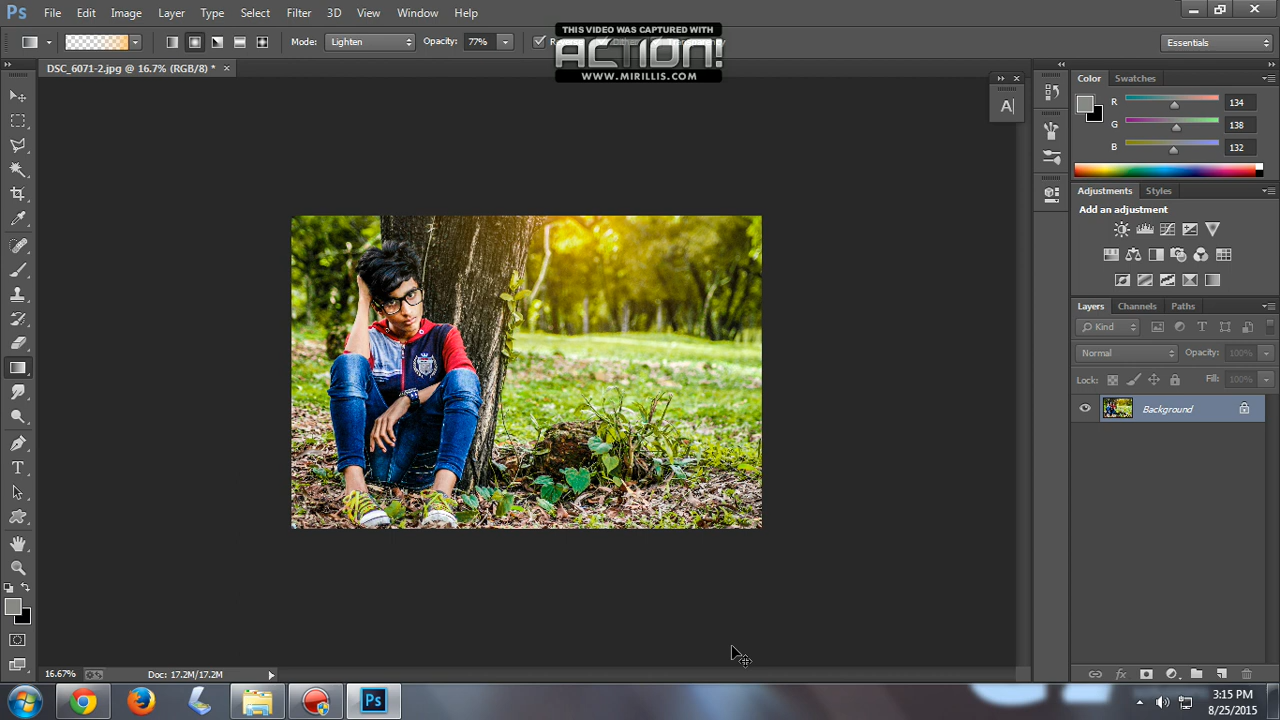 Ps File Edit Image Layer Type Select Filter 3D View Window Help
THIS VIDEO WAS CAPTURED WITH
ACTION!
WWW.MIRILLIS.COM
Mode: Lighten Opacity: 77%
Essentials
DSC_6071-2.jpg @ 16.7% (RGB/8) * ×
A
Color Swatches
R 134
G 138
B 132
Adjustments Styles
Add an adjustment
Layers Channels Paths
Kind
Normal Opacity: 100%
Lock: Fill: 100%
Background
16.67% Doc: 17.2M/17.2M
Ps
3:15 PM
8/25/2015